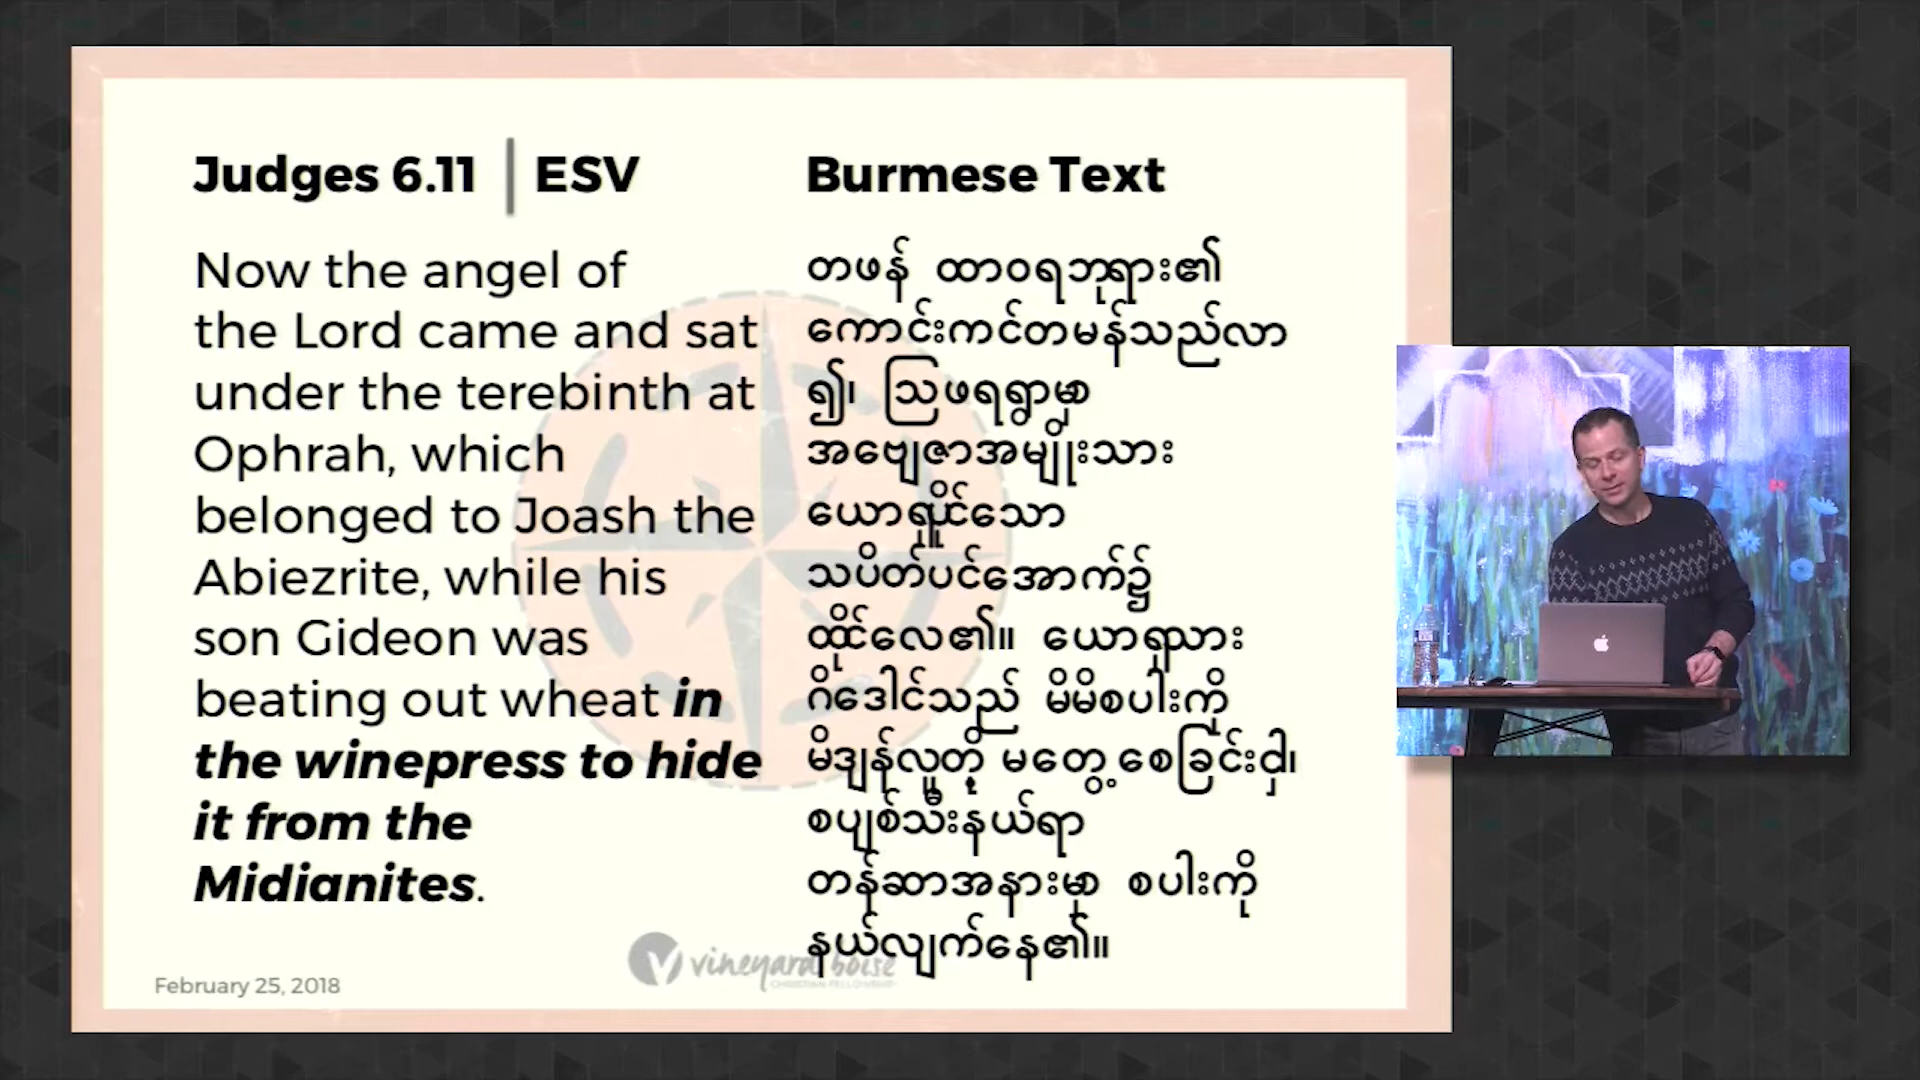 Judges 6.11 | ESV
Now the angel of
the Lord came and sat
under the terebinth at
Ophrah, which
belonged to Joash the
Abiezrite, while his
son Gideon was
beating out wheat in
the winepress to hide
it from the
Midianites.
Burmese Text
တဖန် ထာဝရဘုရား၏
ကောင်းကင်တမန်သည်လာ
၍၊ ဩဖရရွာမှာ
အဗျေဇာအမျိုးသား
ယောရှပိုင်သော
သပိတ်ပင်အောက်၌
ထိုင်လေ၏။ ယောရှသား
ဂိဒေါင်သည် မိမိစပါးကို
မိဒျန်လူတို့ မတွေ့စေခြင်းငှါ၊
စပျစ်သီးနယ်ရာ
တန်ဆာအနားမှာ စပါးကို
နယ်လျက်နေ၏။
February 25, 2018
vineyard boise
CHRISTIAN FELLOWSHIP